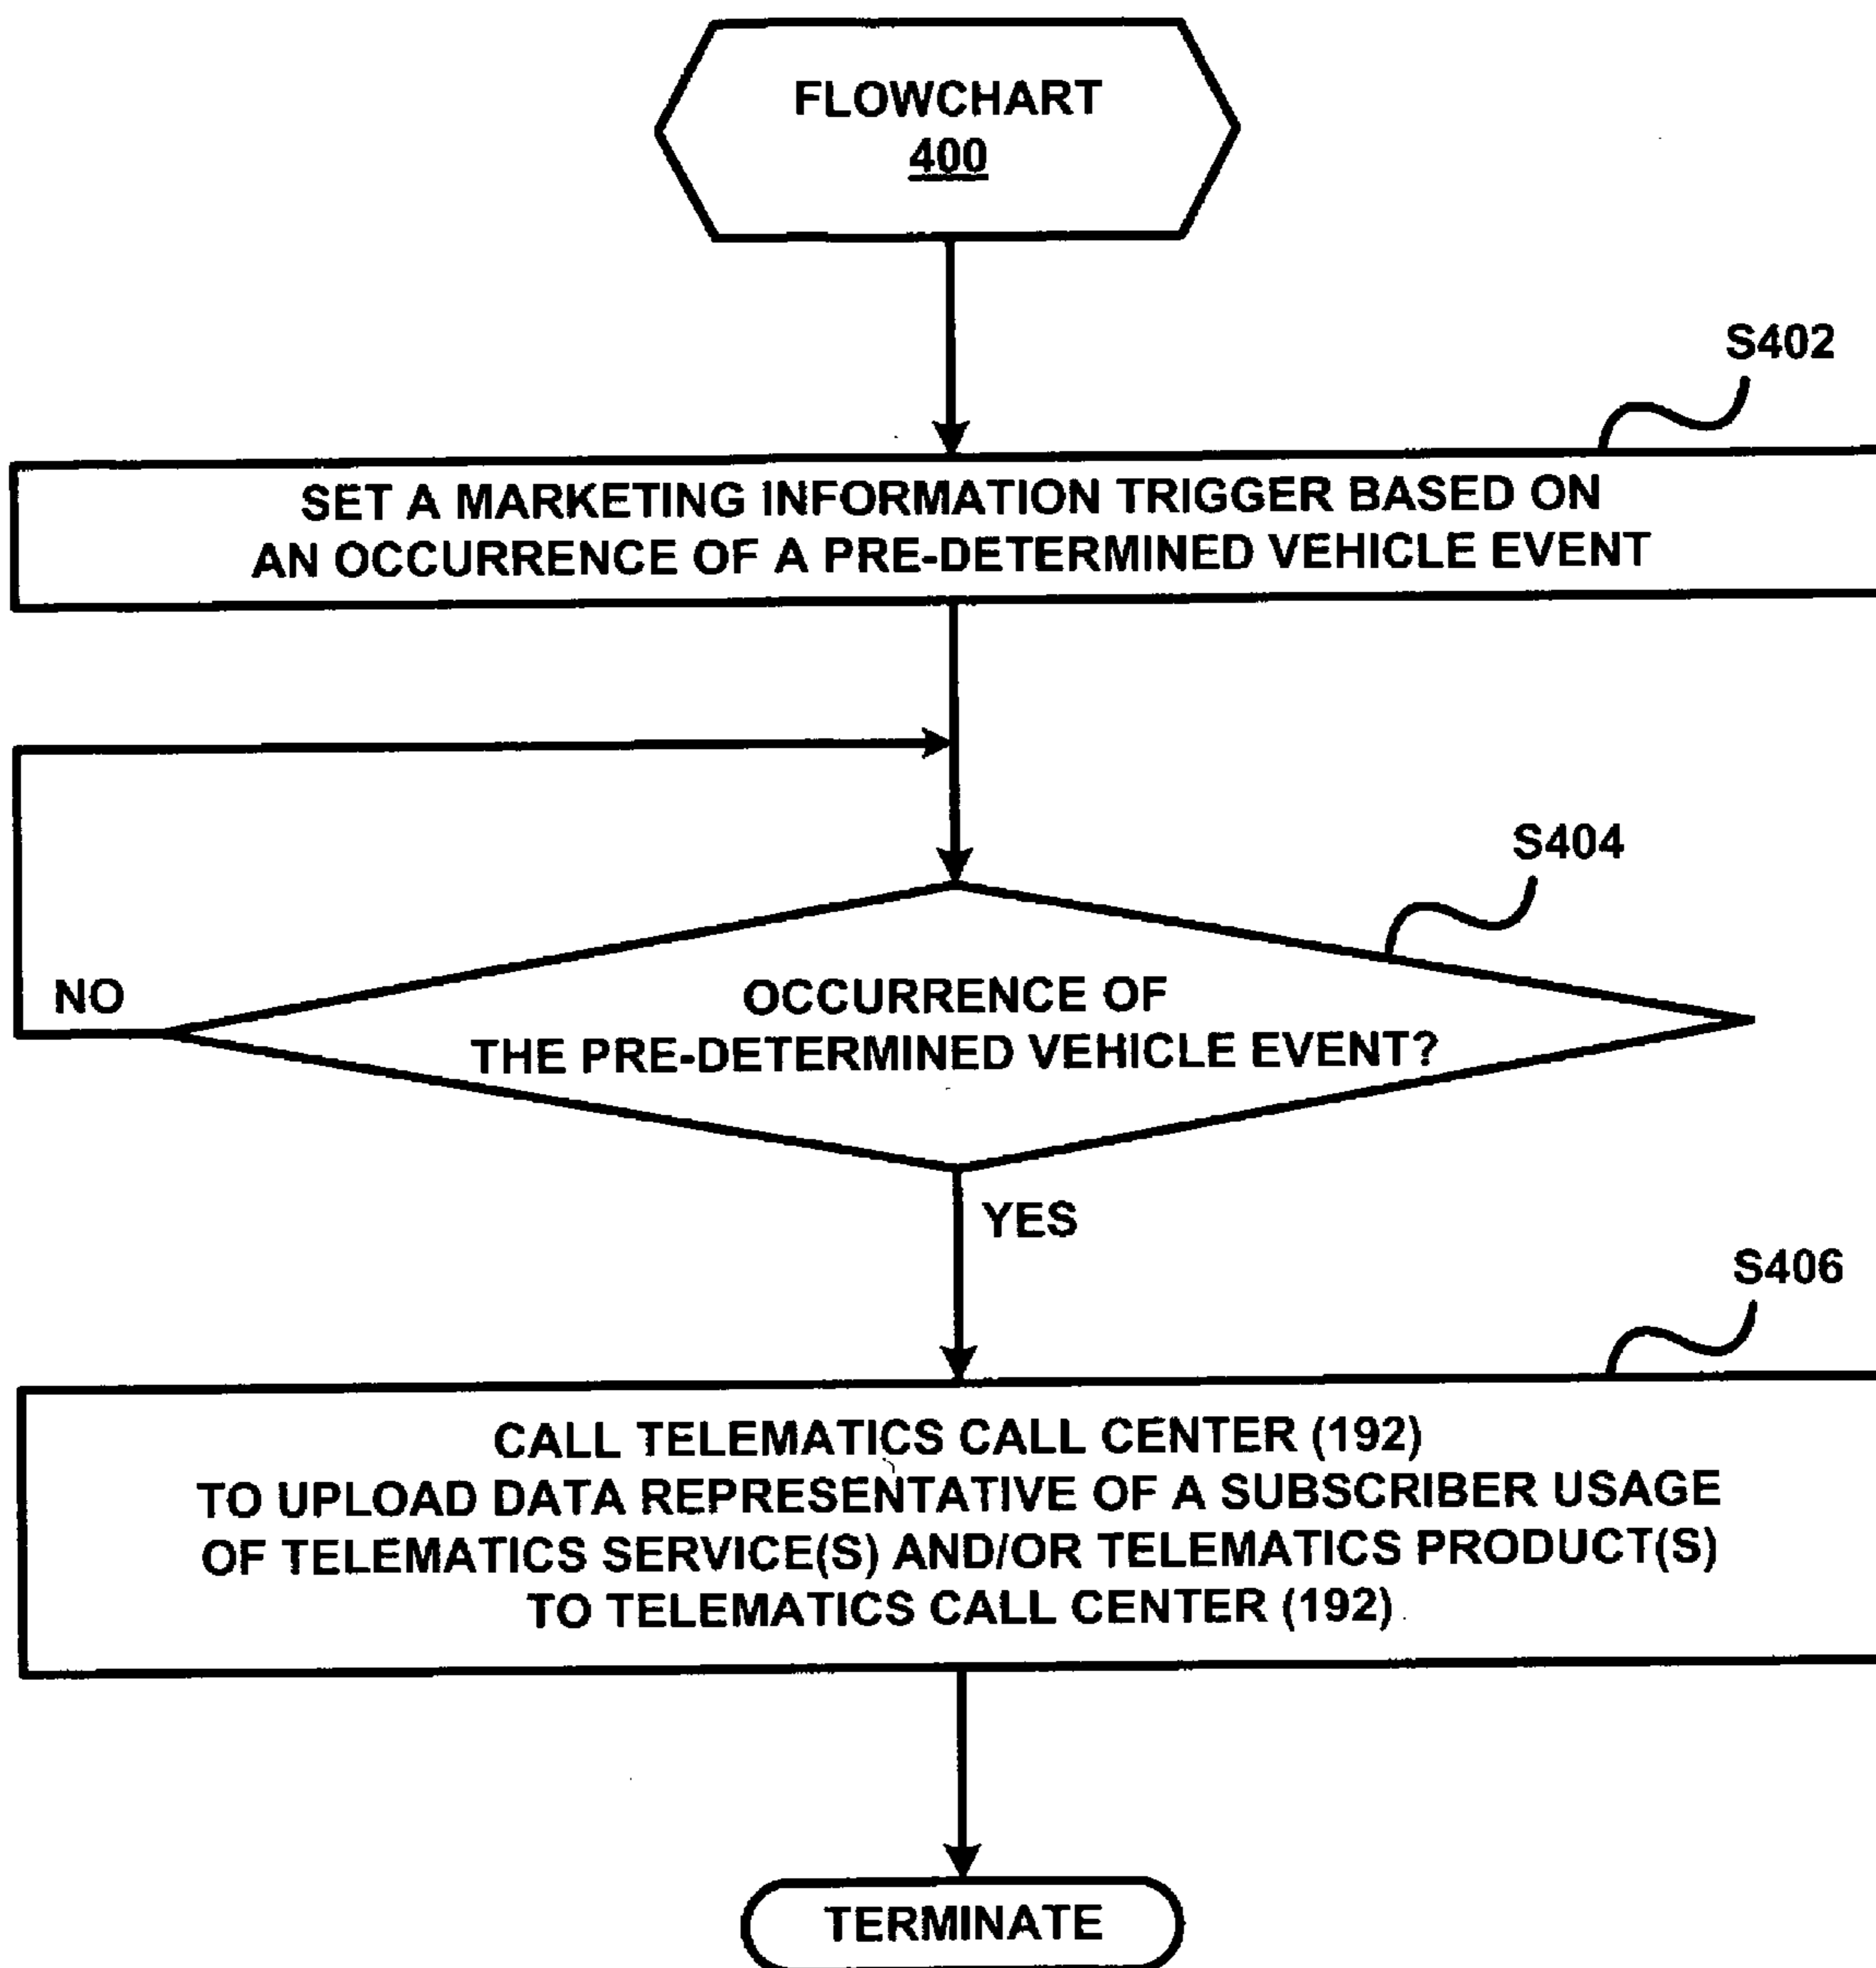 FLOWCHART
400
S402
SET A MARKETING INFORMATION TRIGGER BASED ON
AN OCCURRENCE OF A PRE-DETERMINED VEHICLE EVENT
S404
NO
OCCURRENCE OF
THE PRE-DETERMINED VEHICLE EVENT?
YES
S406
CALL TELEMATICS CALL CENTER (192)
TO UPLOAD DATA REPRESENTATIVE OF A SUBSCRIBER USAGE
OF TELEMATICS SERVICE(S) AND/OR TELEMATICS PRODUCT(S)
TO TELEMATICS CALL CENTER (192)
TERMINATE